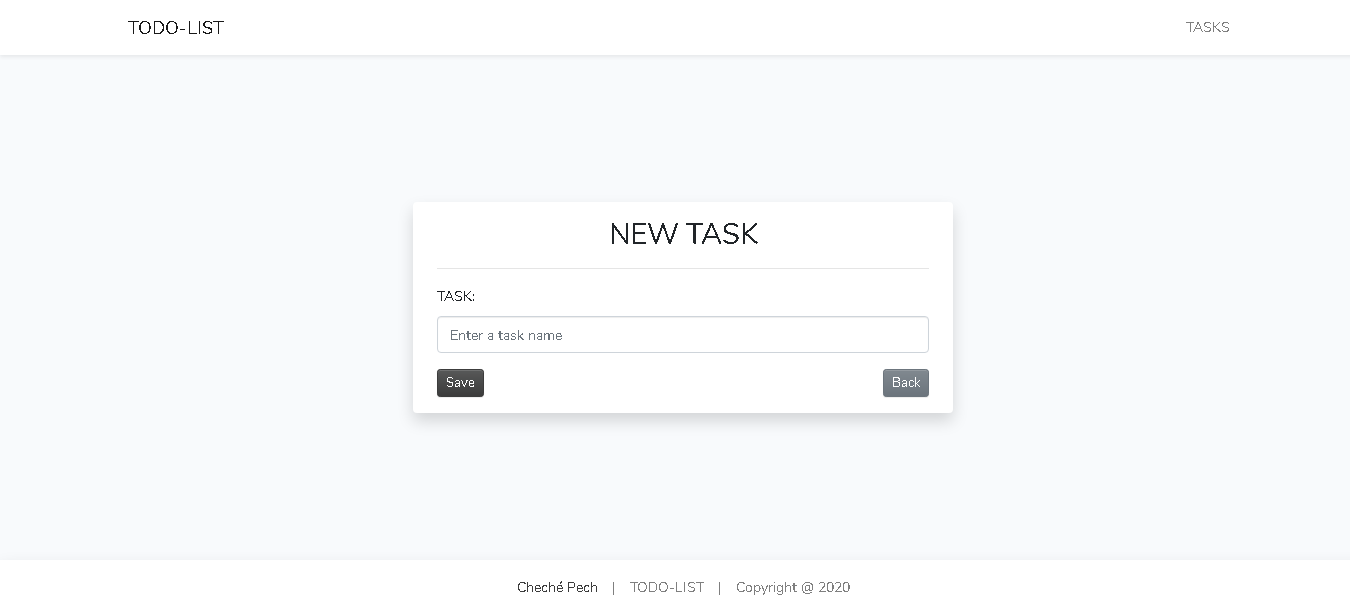 TODO-LIST TASKS
NEW TASK
TASK:
Enter a task name
Save Back
Cheché Pech | TODO-LIST | Copyright @ 2020